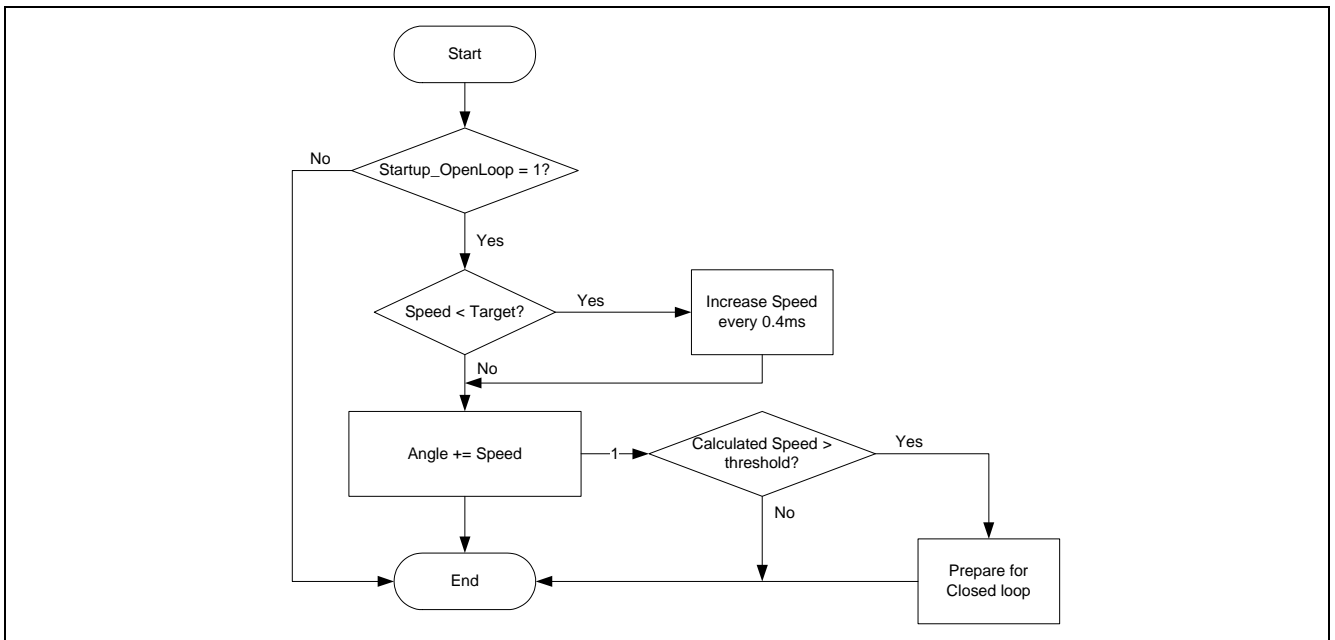 Start
No
Startup_OpenLoop = 1?
Yes
Speed < Target?
Yes
Increase Speed
every 0.4ms
No
Angle += Speed
1
Calculated Speed >
threshold?
Yes
No
End
Prepare for
Closed loop